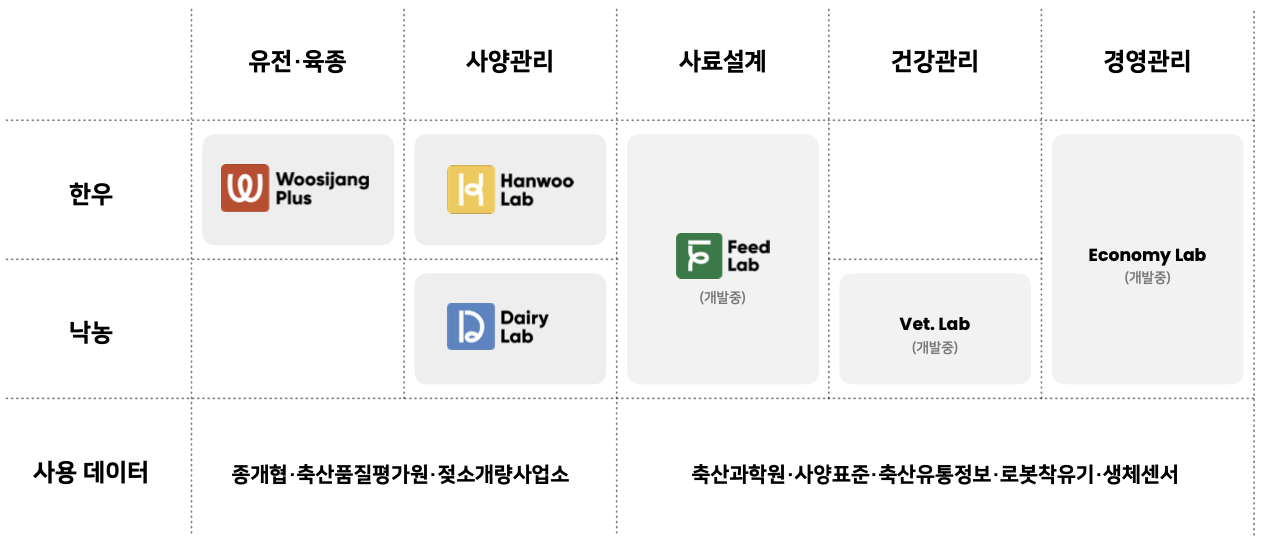 유전·육종
사양관리
사료설계
건강관리
경영관리
한우
Woosijang
Plus
Hanwoo
Lab
Feed
Lab
(개발중)
Economy Lab
(개발중)
낙농
Dairy
Lab
Vet. Lab
(개발중)
사용 데이터
종개협·축산품질평가원·젖소개량사업소
축산과학원·사양표준·축산유통정보·로봇착유기·생체센서